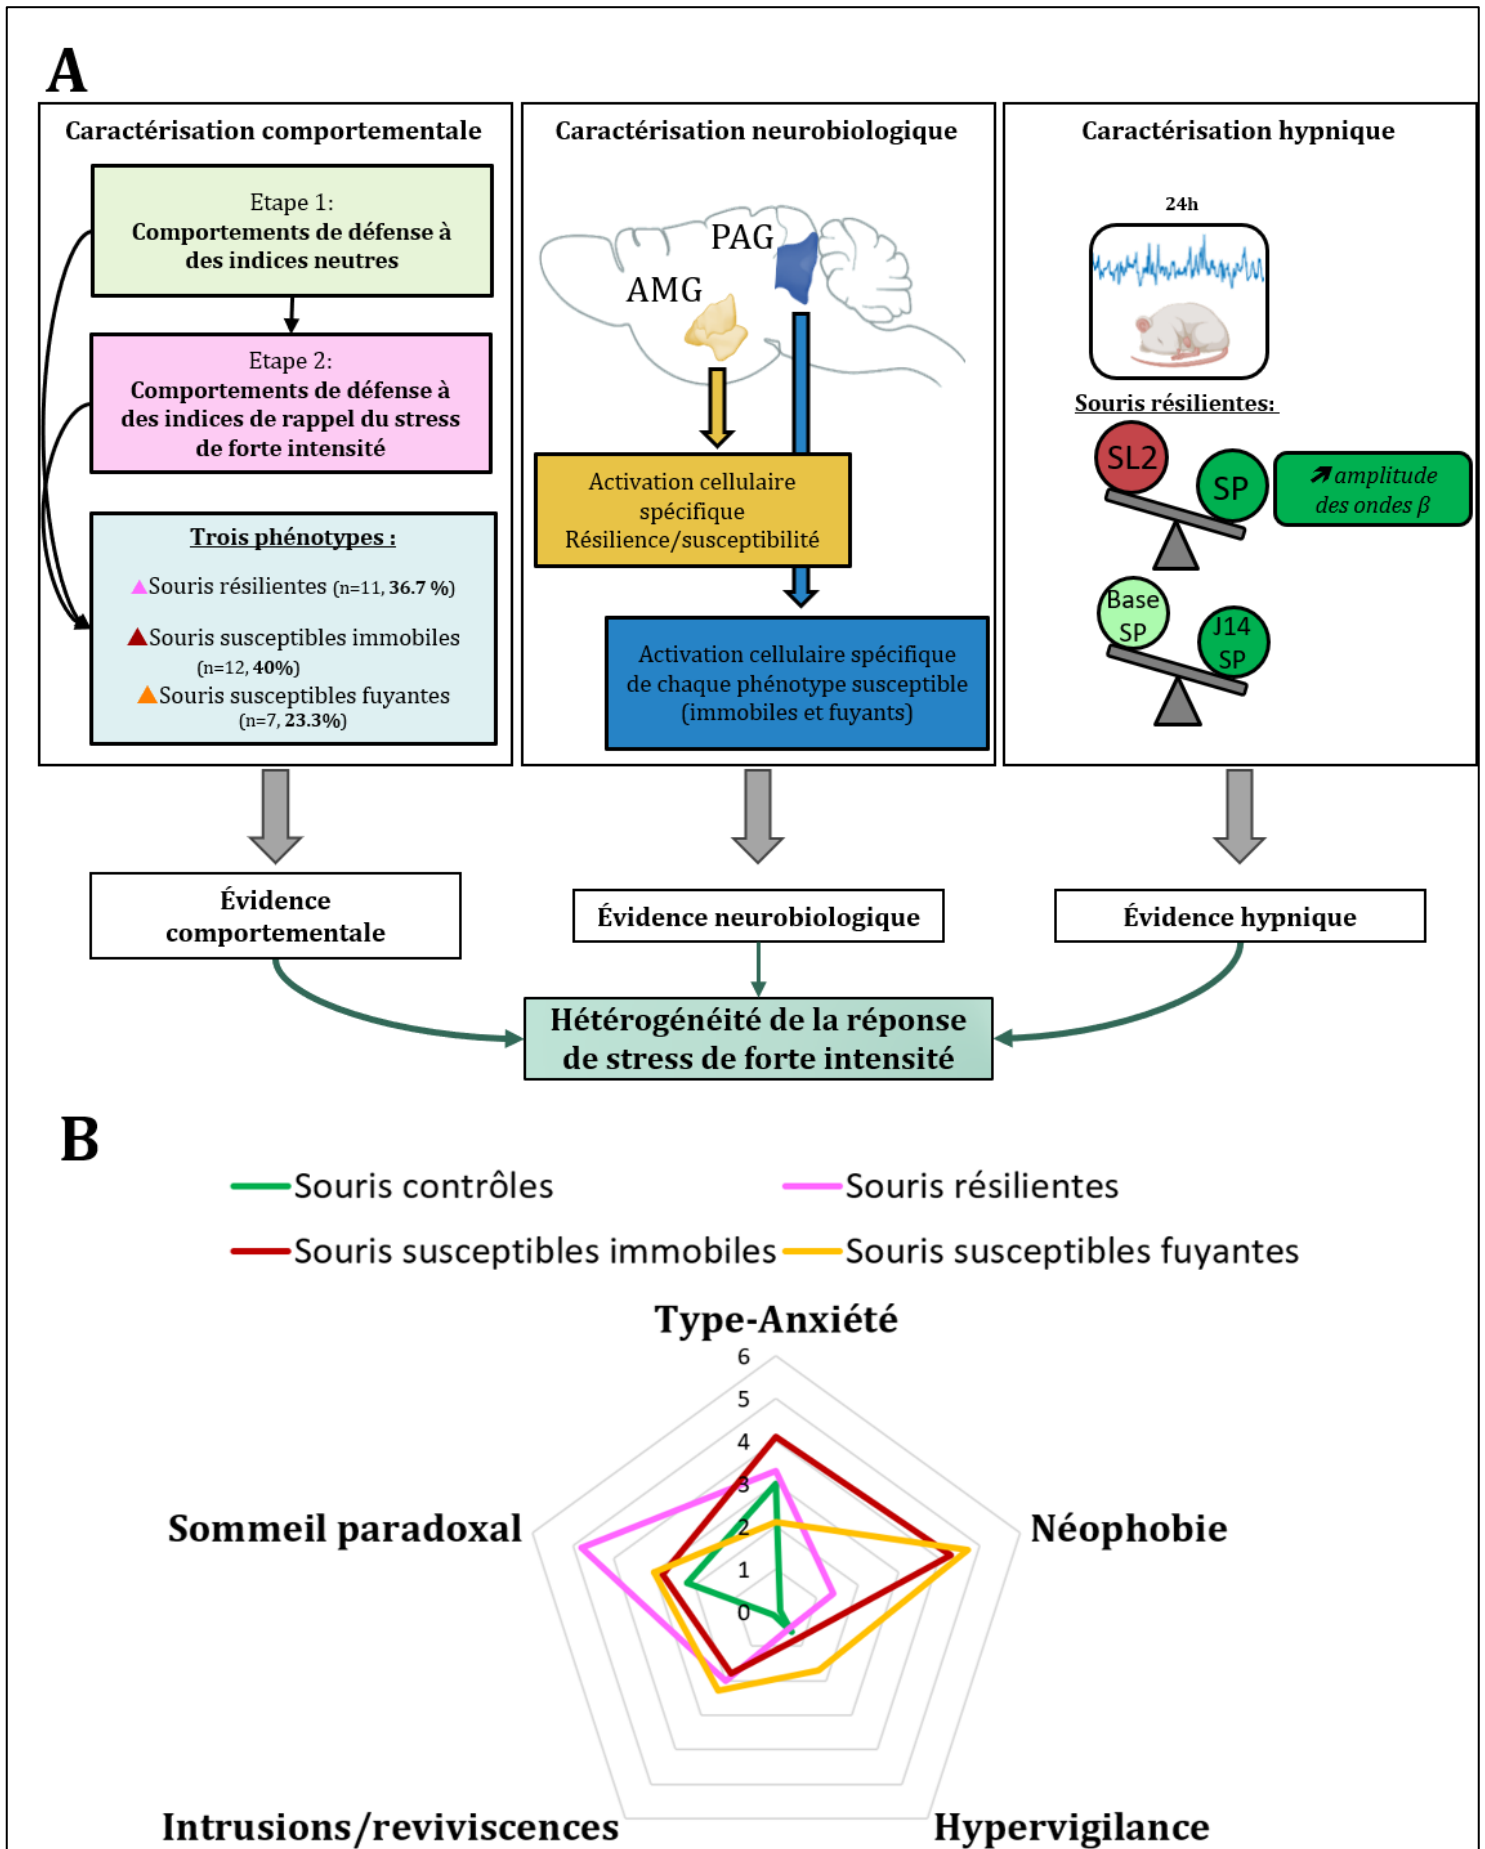 A
Caractérisation comportementale
Etape 1:
Comportements de défense à
des indices neutres
Etape 2:
Comportements de défense à
des indices de rappel du stress
de forte intensité
Trois phénotypes :
Souris résilientes (n=11, 36.7 %)
Souris susceptibles immobiles
(n=12, 40%)
Souris susceptibles fuyantes
(n=7, 23.3%)
Caractérisation neurobiologique
PAG
AMG
Activation cellulaire
spécifique
Résilience/susceptibilité
Activation cellulaire spécifique
de chaque phénotype susceptible
(immobiles et fuyants)
Caractérisation hypnique
24h
Souris résilientes:
SL2
SP
amplitude
des ondes β
Base
SP
J14
SP
Évidence
comportementale
Évidence neurobiologique
Évidence hypnique
Hétérogénéité de la réponse
de stress de forte intensité
B
Souris contrôles
Souris résilientes
Souris susceptibles immobiles
Souris susceptibles fuyantes
Type-Anxiété
6
5
4
3
2
1
0
Sommeil paradoxal
Néophobie
Intrusions/reviviscences
Hypervigilance